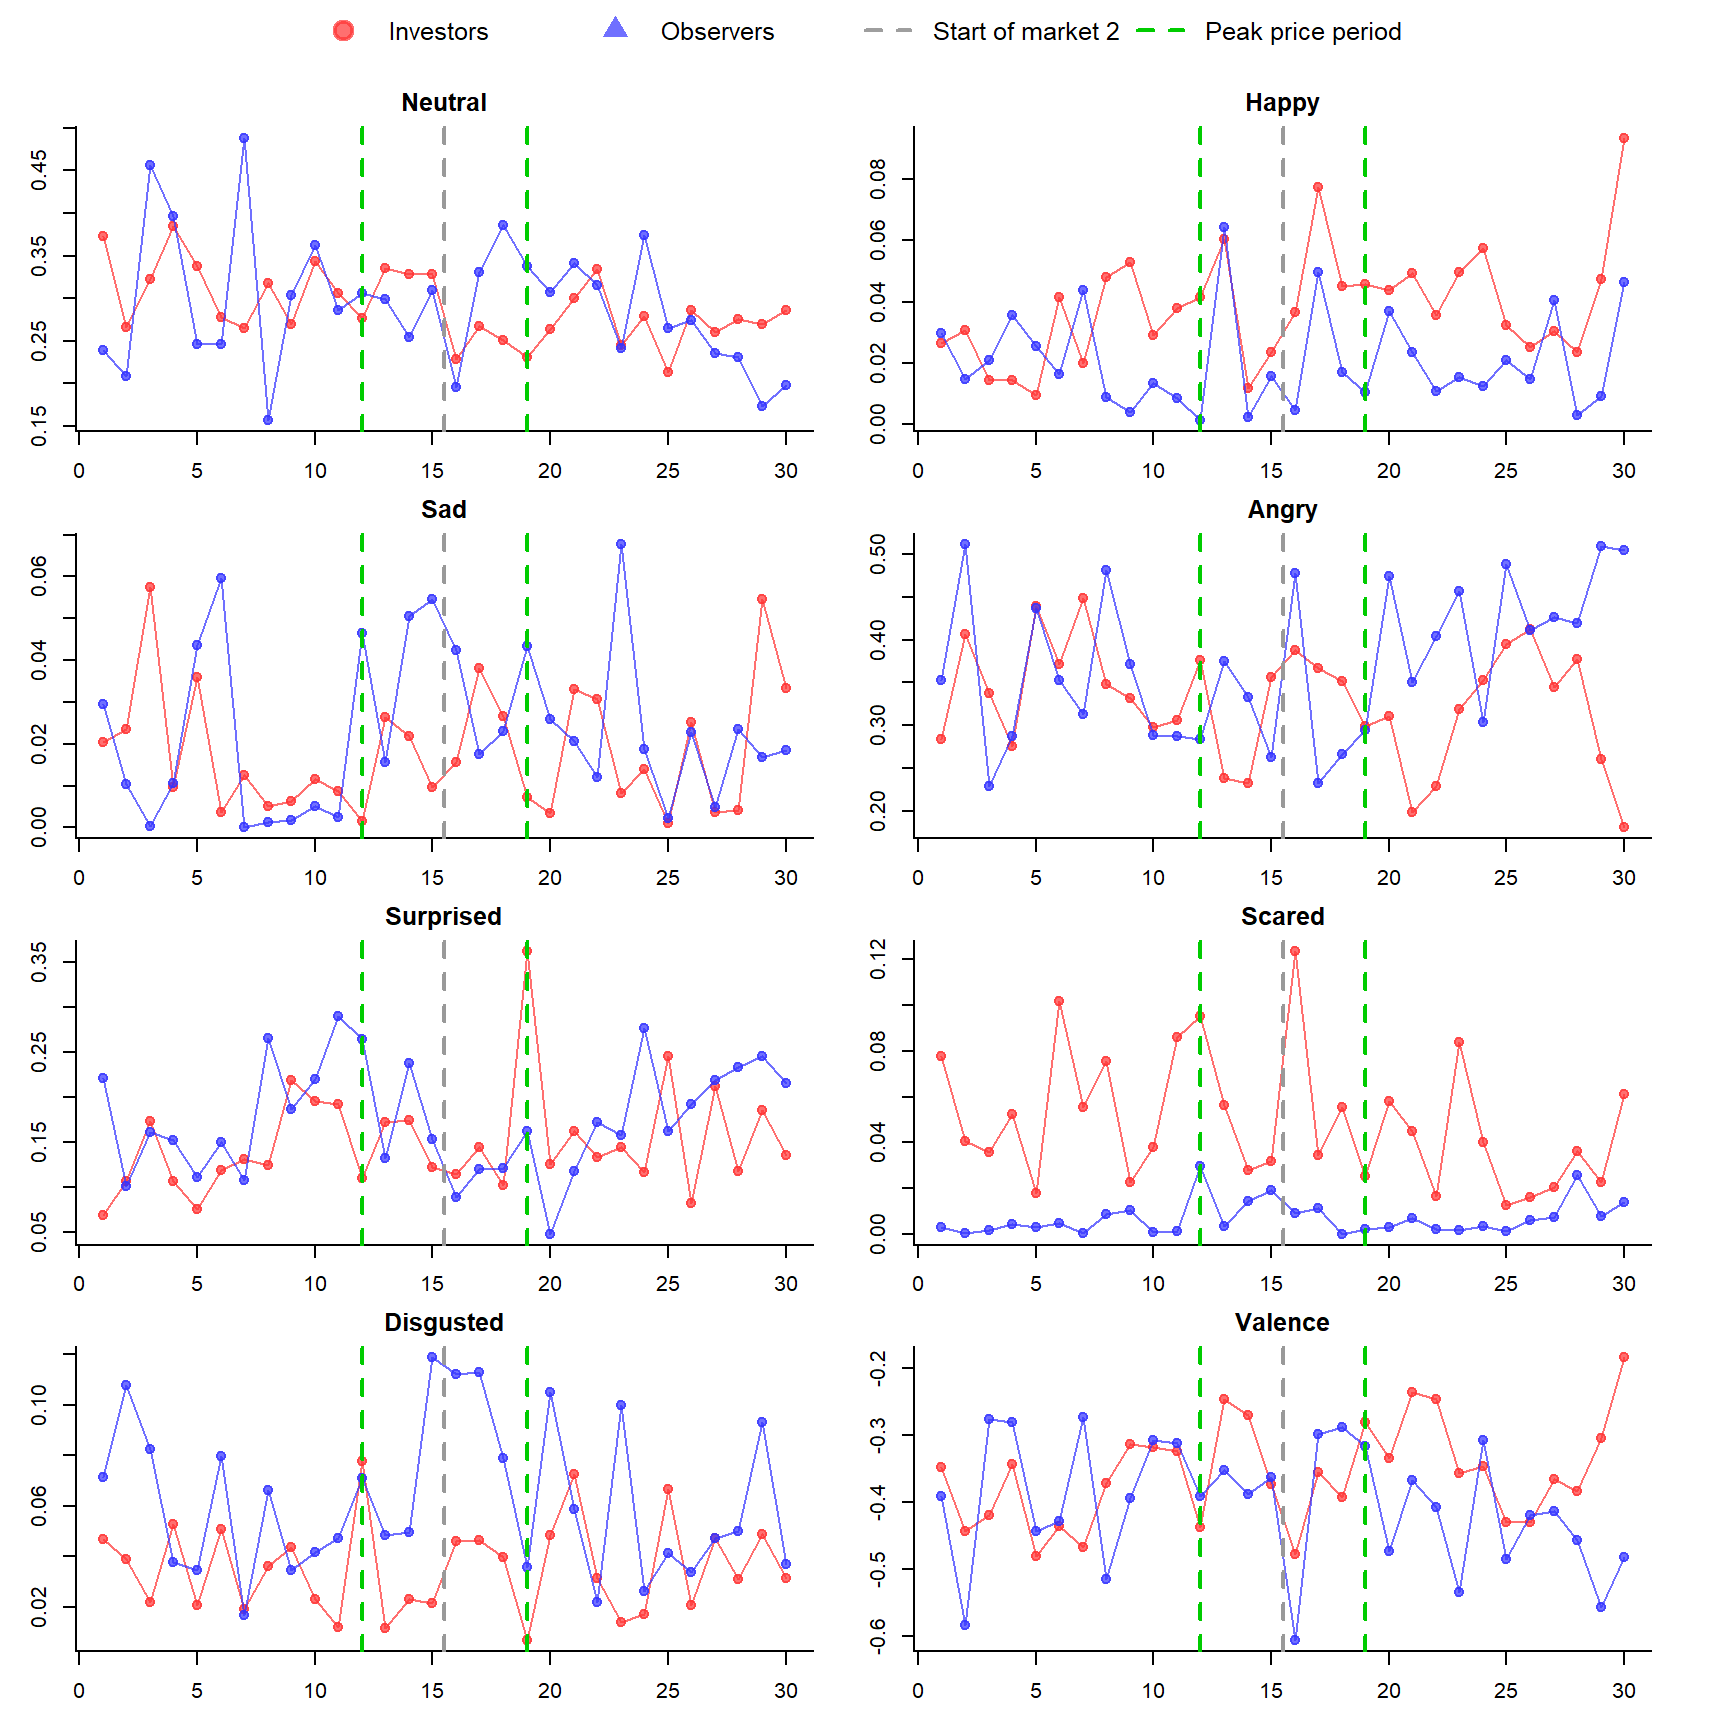 Investors Observers Start of market 2 Peak price period
Neutral Happy
0.15 0.25 0.35 0.45
0 5 10 15 20 25 30
0.00 0.02 0.04 0.06 0.08
0 5 10 15 20 25 30
Sad Angry
0.00 0.02 0.04 0.06
0 5 10 15 20 25 30
0.20 0.30 0.40 0.50
0 5 10 15 20 25 30
Surprised Scared
0.05 0.15 0.25 0.35
0 5 10 15 20 25 30
0.00 0.04 0.08 0.12
0 5 10 15 20 25 30
Disgusted Valence
0.02 0.06 0.10
0 5 10 15 20 25 30
-0.6 -0.5 -0.4 -0.3 -0.2
0 5 10 15 20 25 30